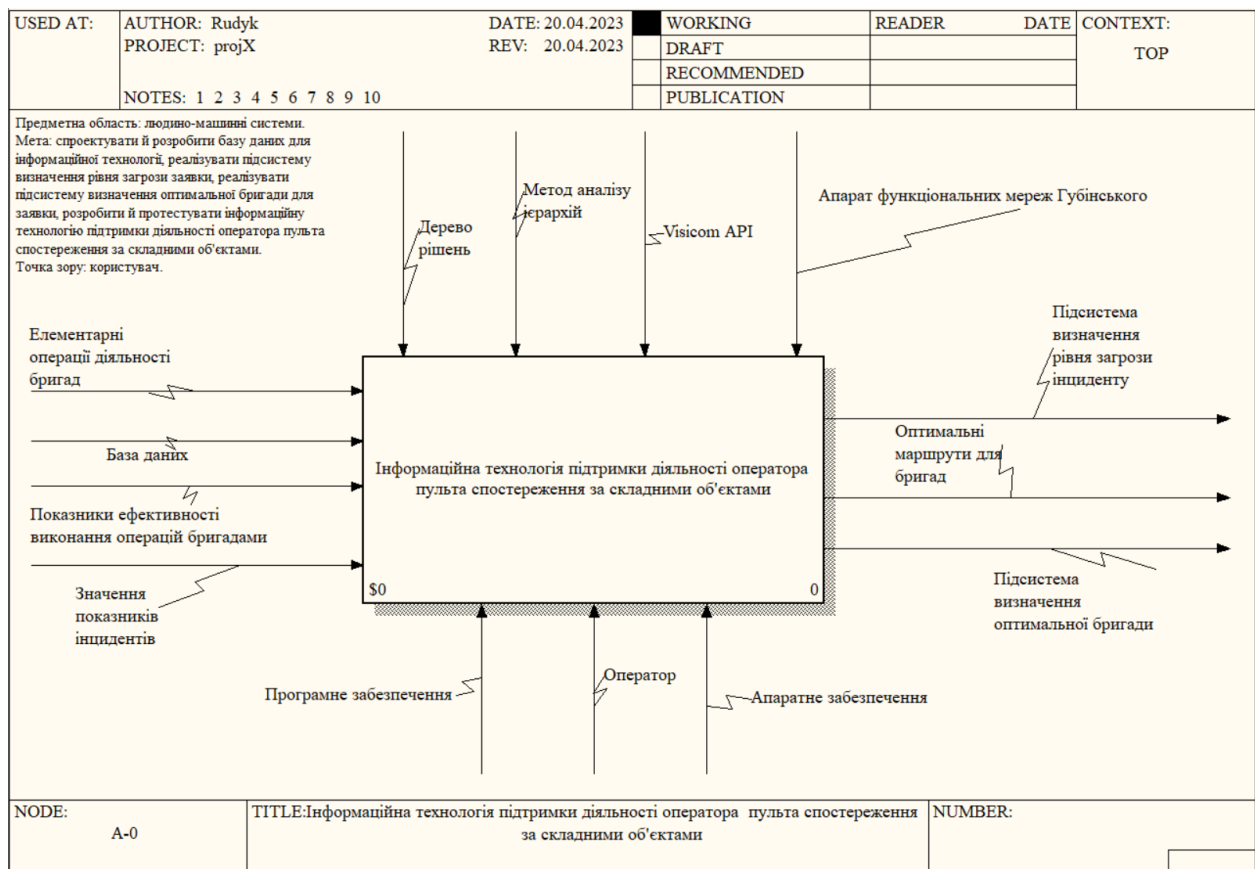 USED AT:
AUTHOR: Rudyk
DATE: 20.04.2023
PROJECT: projX
REV: 20.04.2023
NOTES: 1 2 3 4 5 6 7 8 9 10
WORKING
DRAFT
RECOMMENDED
PUBLICATION
READER
DATE
CONTEXT:
TOP
Предметна область: людино-машинні системи.
Мета: спроектувати й розробити базу даних для
інформаційної технології, реалізувати підсистему
визначення рівня загрози заявки, реалізувати
підсистему визначення оптимальної бригади для
заявки, розробити й протестувати інформаційну
технологію підтримки діяльності оператора пульта
спостереження за складними об'єктами.
Точка зору: користувач.
Дерево
рішень
Метод аналізу
ієрархій
Visicom API
Апарат функціональних мереж Губінського
Елементарні
операції діяльності
бригад
База даних
Показники ефективності
виконання операцій бригадами
Значення
показників
інцидентів
Інформаційна технологія підтримки діяльності оператора
пульта спостереження за складними об'єктами
$0
0
Підсистема
визначення
рівня загрози
інциденту
Оптимальні
маршрути для
бригад
Підсистема
визначення
оптимальної бригади
Програмне забезпечення
Оператор
Апаратне забезпечення
NODE:
A-0
TITLE:Інформаційна технологія підтримки діяльності оператора пульта спостереження
за складними об'єктами
NUMBER: